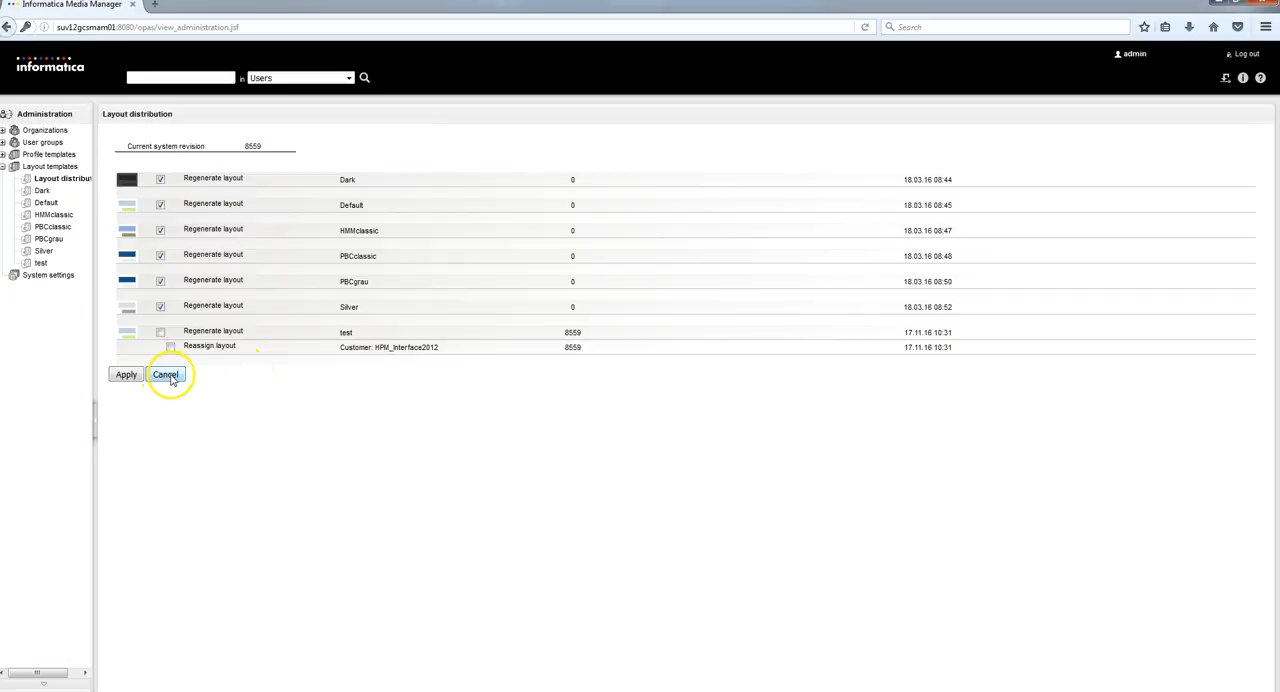 Informatica Media Manager
suv12gcsmam01:8080/opas/view_administration.jsf
Search
admin
Log out
informatica
in
Users
Administration
Layout distribution
Organizations
User groups
Profile templates
Layout templates
Layout distribut
Dark
Default
HMMclassic
PBCclassic
PBCgrau
Silver
test
System settings
Current system revision 8559
Regenerate layout Dark 0 18.03.16 08:44
Regenerate layout Default 0 18.03.16 08:45
Regenerate layout HMMclassic 0 18.03.16 08:47
Regenerate layout PBCclassic 0 18.03.16 08:48
Regenerate layout PBCgrau 0 18.03.16 08:50
Regenerate layout Silver 0 18.03.16 08:52
Regenerate layout test 8559 17.11.16 10:31
Reassign layout Customer: HPM_Interface2012 8559 17.11.16 10:31
Apply Cancel